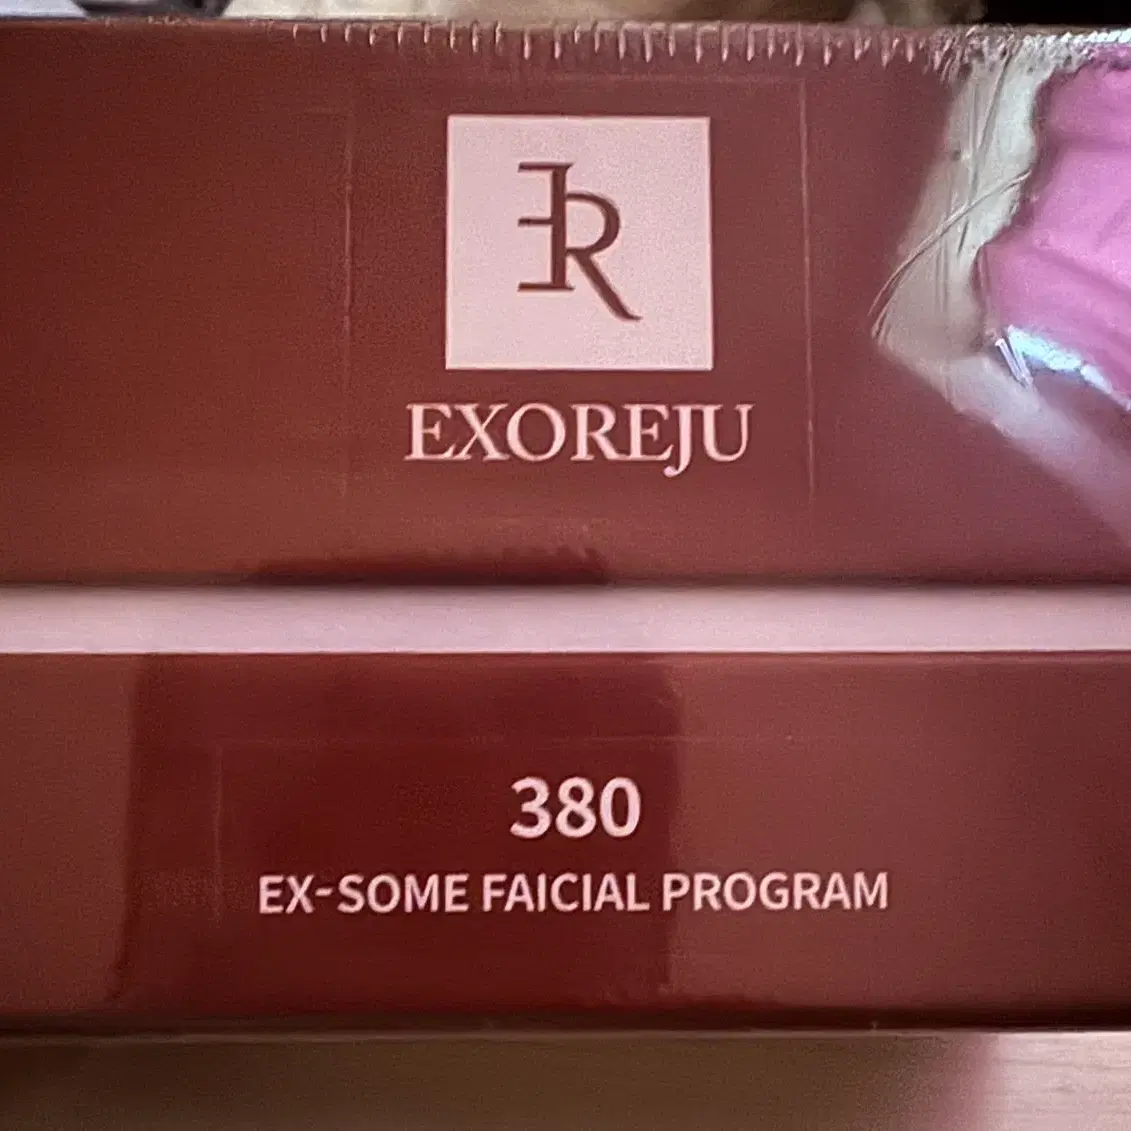 ER
EXOREJU
380
EX-SOME FAICIAL PROGRAM